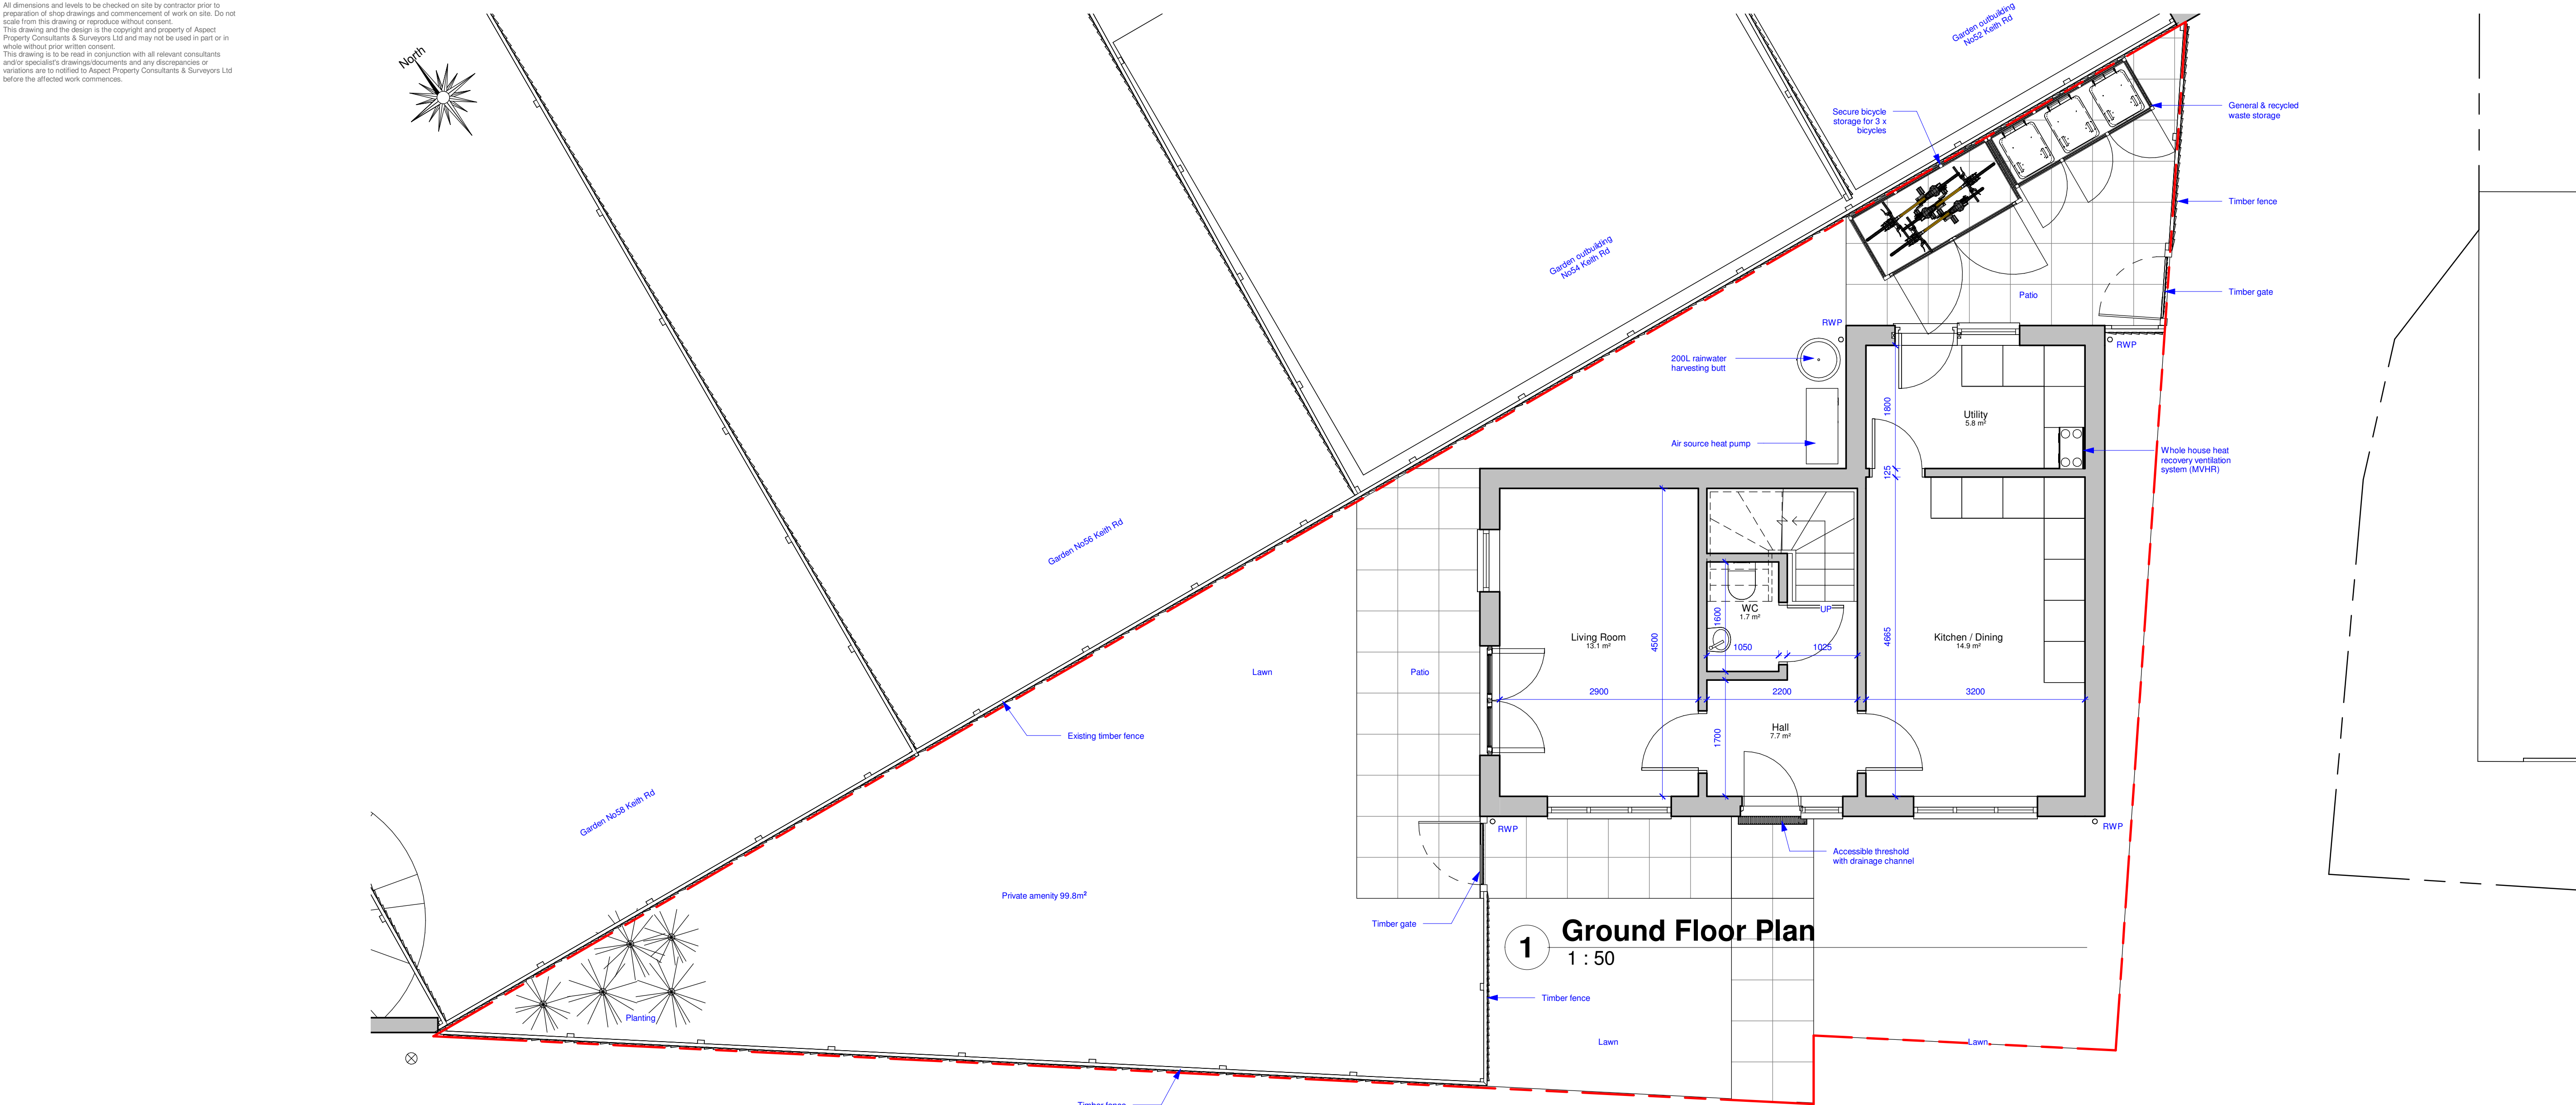 All dimensions and levels to be checked on site by contractor prior to
preparation of shop drawings and commencement of work on site. Do not
scale from this drawing or reproduce without consent.
This drawing and the design is the copyright and property of Aspect
Property Consultants & Surveyors Ltd and may not be used in part or in
whole without prior written consent.
This drawing is to be read in conjunction with all relevant consultants
and/or specialist's drawings/documents and any discrepancies or
variations are to notified to Aspect Property Consultants & Surveyors Ltd
before the affected work commences.
North
Garden outbuilding
No52 Keith Rd
Secure bicycle
storage for 3 x
bicycles
General & recycled
waste storage
Timber fence
Garden outbuilding
No54 Keith Rd
Patio
Timber gate
RWP
RWP
200L rainwater
harvesting butt
Air source heat pump
1800
Utility
5.8 m²
Whole house heat
recovery ventilation
system (MVHR)
125
Garden No56 Keith Rd
WC
1.7 m²
UP
1600
4500
Living Room
13.1 m²
4665
Kitchen / Dining
14.9 m²
1050
1025
Lawn
Patio
2900
2200
3200
Existing timber fence
1700
Hall
7.7 m²
Garden No58 Keith Rd
RWP
RWP
Accessible threshold
with drainage channel
Private amenity 99.8m²
Timber gate
1
Ground Floor Plan
1 : 50
Timber fence
Planting
Lawn
Lawn
Timber fence